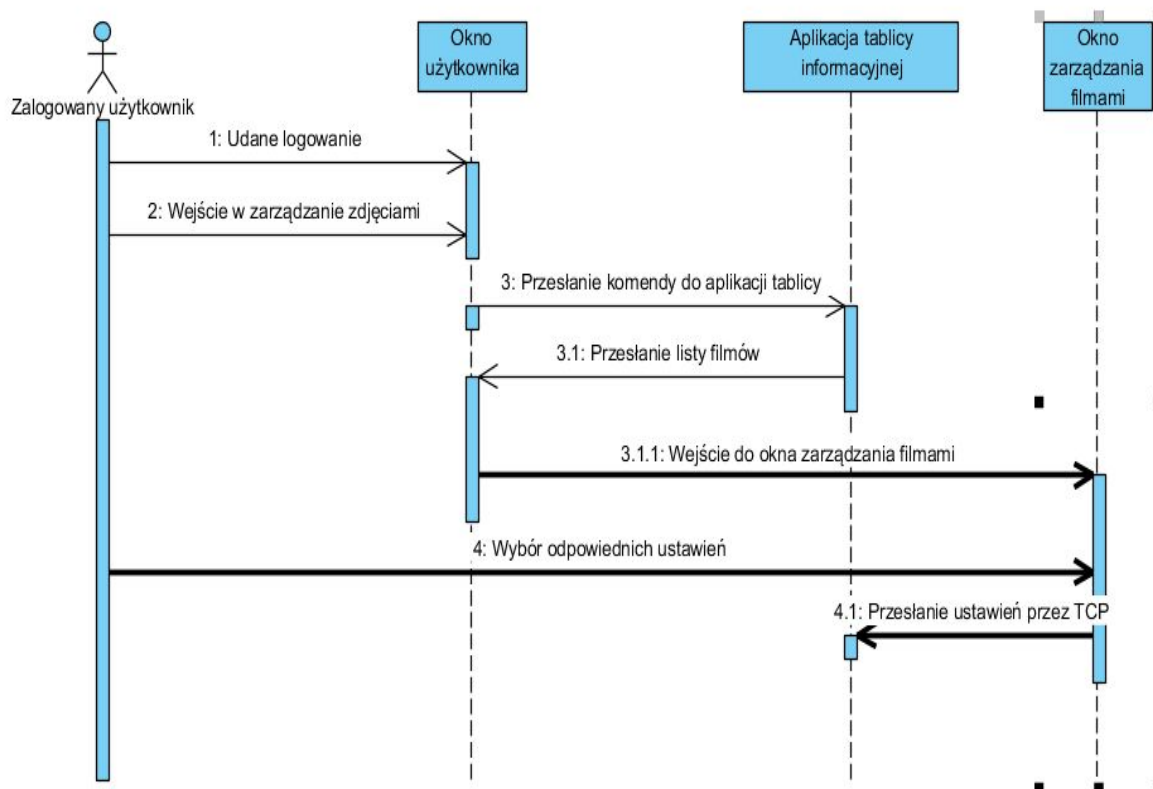 Zalogowany użytkownik
Okno
użytkownika
Aplikacja tablicy
informacyjnej
Okno
zarządzania
filmami
1: Udane logowanie
2: Wejście w zarządzanie zdjęciami
3: Przesłanie komendy do aplikacji tablicy
3.1: Przesłanie listy filmów
3.1.1: Wejście do okna zarządzania filmami
4: Wybór odpowiednich ustawień
4.1: Przesłanie ustawień przez TCP